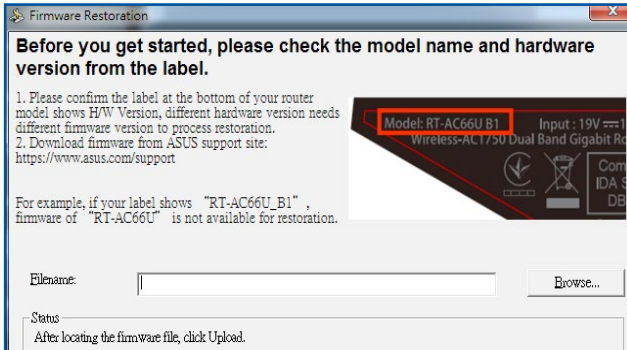 Firmware Restoration
Before you get started, please check the model name and hardware
version from the label.
1. Please confirm the label at the bottom of your router
model shows H/W Version, different hardware version needs
different firmware version to process restoration.
2. Download firmware from ASUS support site:
https://www.asus.com/support
For example, if your label shows “RT-AC66U_B1”,
firmware of “RT-AC66U” is not available for restoration.
Model: RT-AC66U B1 Input : 19V
Wireless-AC1750 Dual Band Gigabit
Com
IDA
DB
Filename:
Browse...
Status
After locating the firmware file, click Upload.